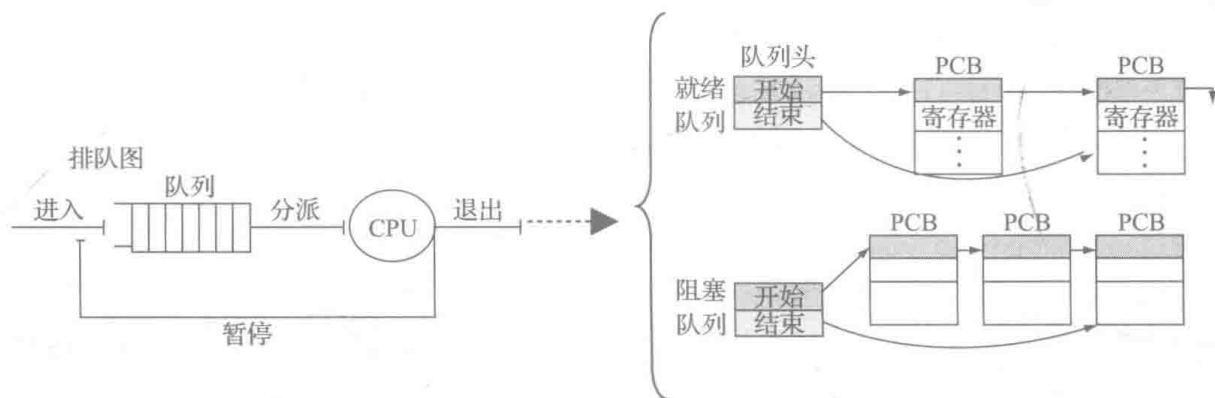 排队图
进入
队列
分派
CPU
退出
暂停
队列头
就绪
队列
开始
结束
PCB
寄存器
PCB
寄存器
阻塞
队列
开始
结束
PCB
PCB
PCB